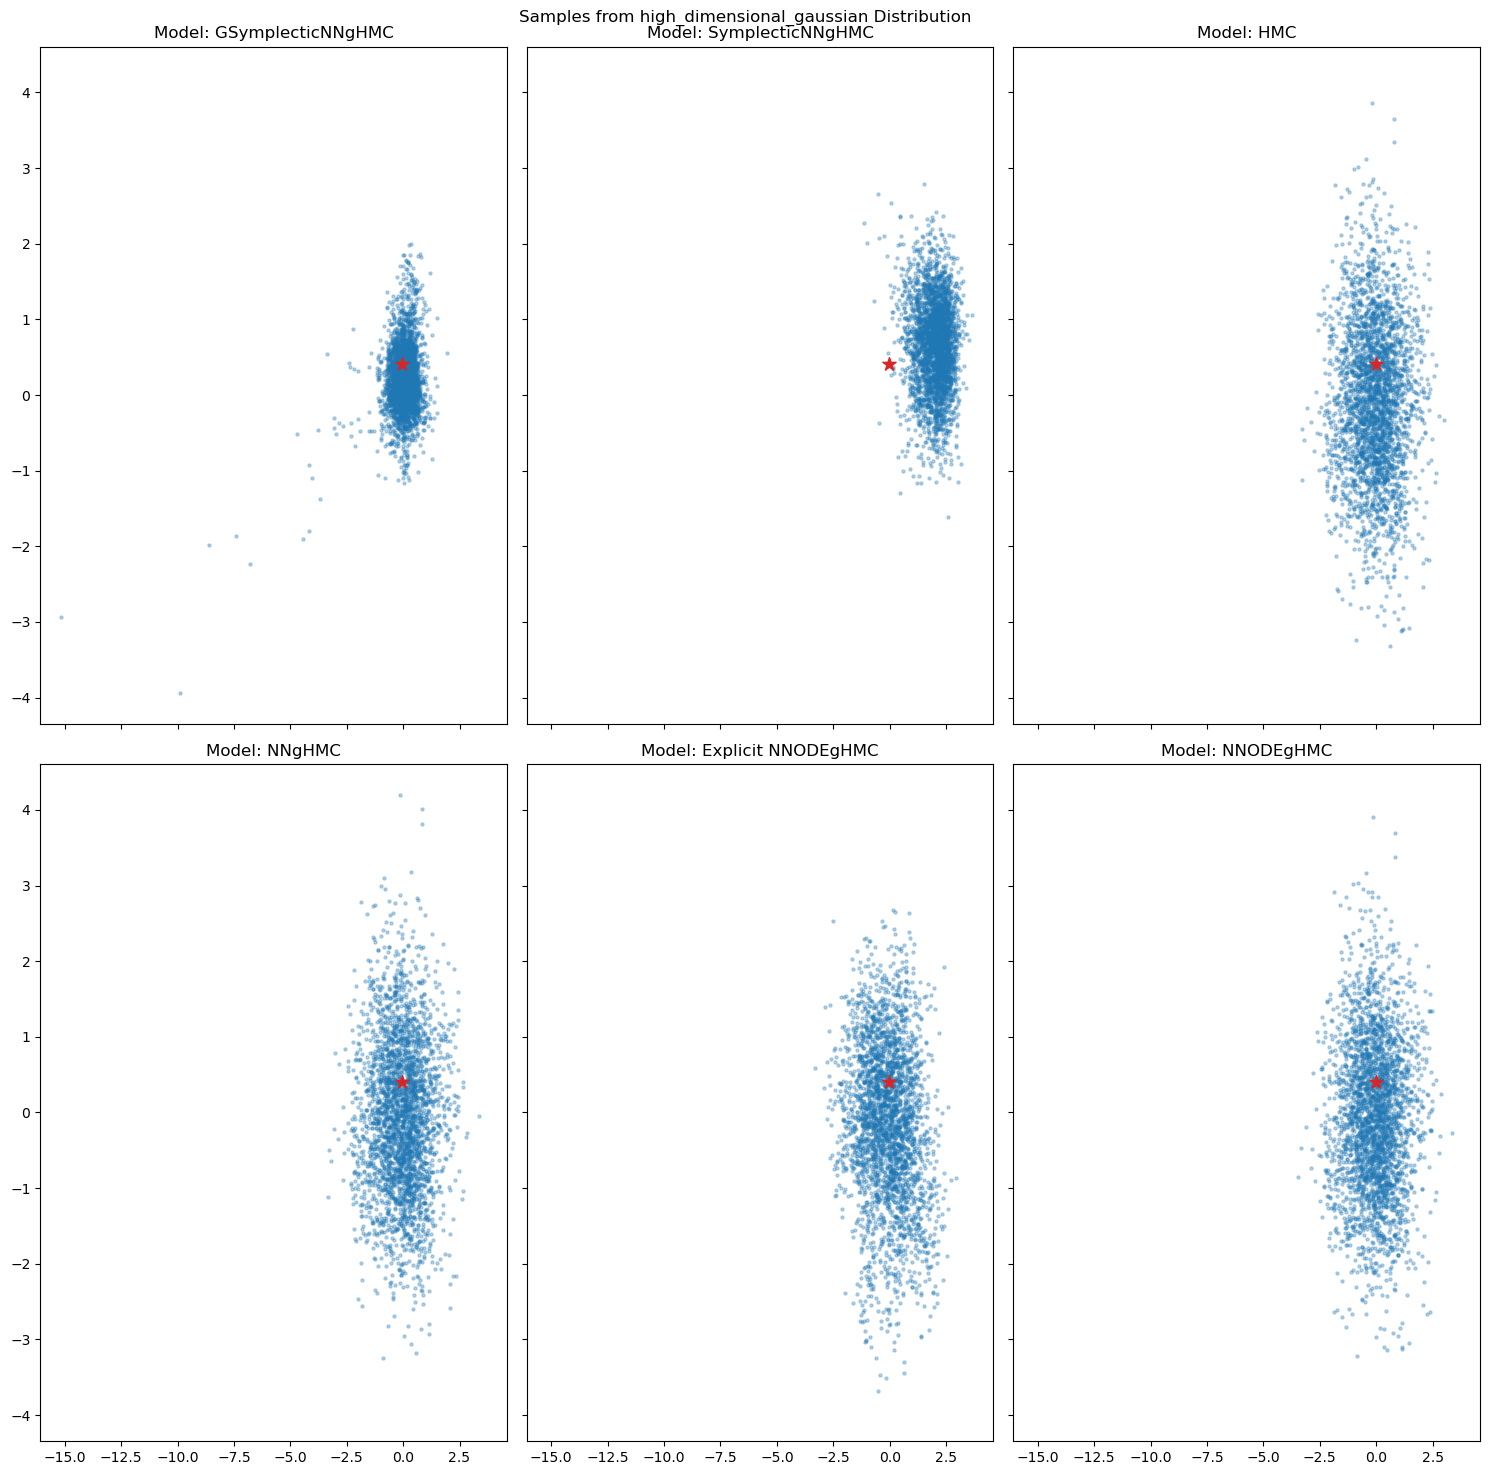 Samples from high_dimensional_gaussian Distribution
Model: GSymplecticNNgHMC
Model: SymplecticNNgHMC
Model: HMC
4
3
2
1
0
−1
−2
−3
−4
Model: NNgHMC
Model: Explicit NNODEgHMC
Model: NNODEgHMC
4
3
2
1
0
−1
−2
−3
−4
−15.0 −12.5 −10.0 −7.5 −5.0 −2.5 0.0 2.5
−15.0 −12.5 −10.0 −7.5 −5.0 −2.5 0.0 2.5
−15.0 −12.5 −10.0 −7.5 −5.0 −2.5 0.0 2.5